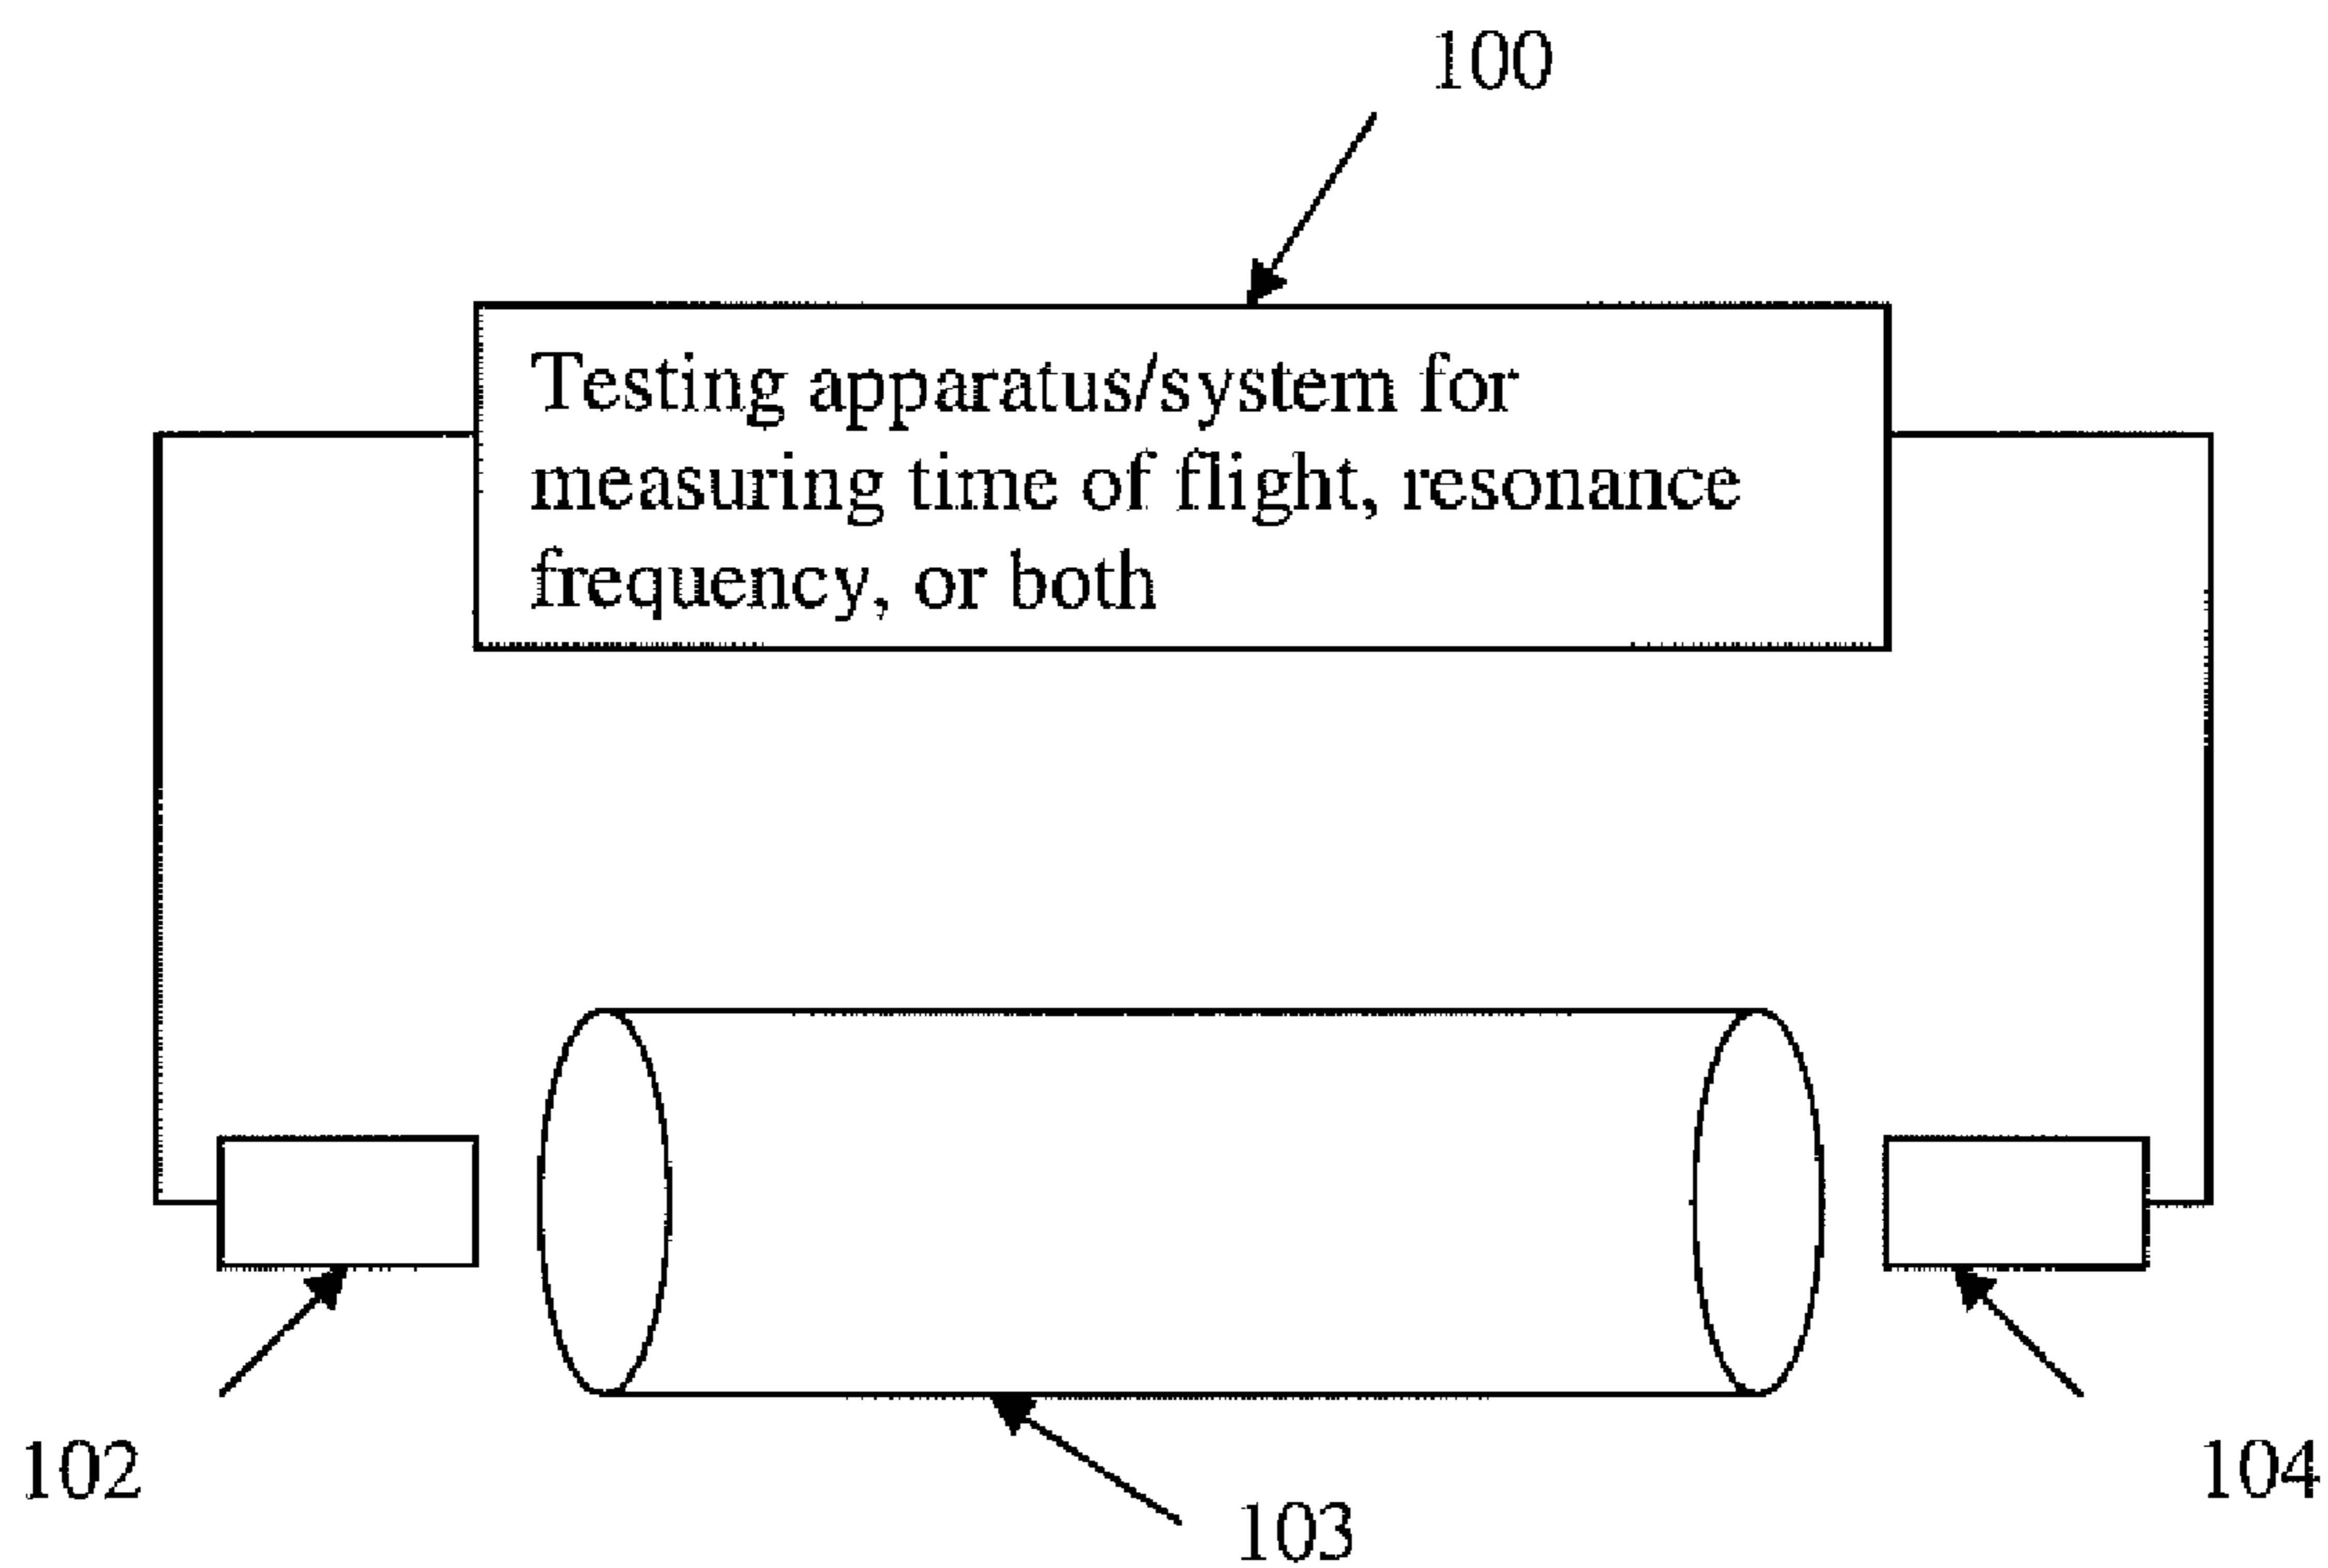 100
Testing apparatus/system for
measuring time of flight, resonance
frequency, or both
102
104
103